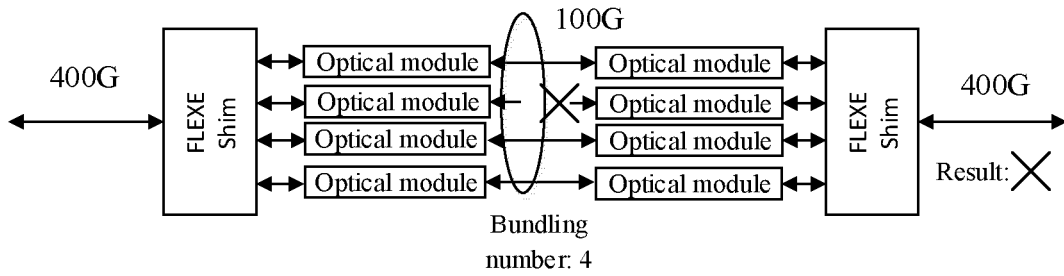 100G
400G
FLEXE
Shim
Optical module
Optical module
Optical module
Optical module
Optical module
Optical module
Optical module
Optical module
FLEXE
Shim
400G
Result:
Bundling
number: 4